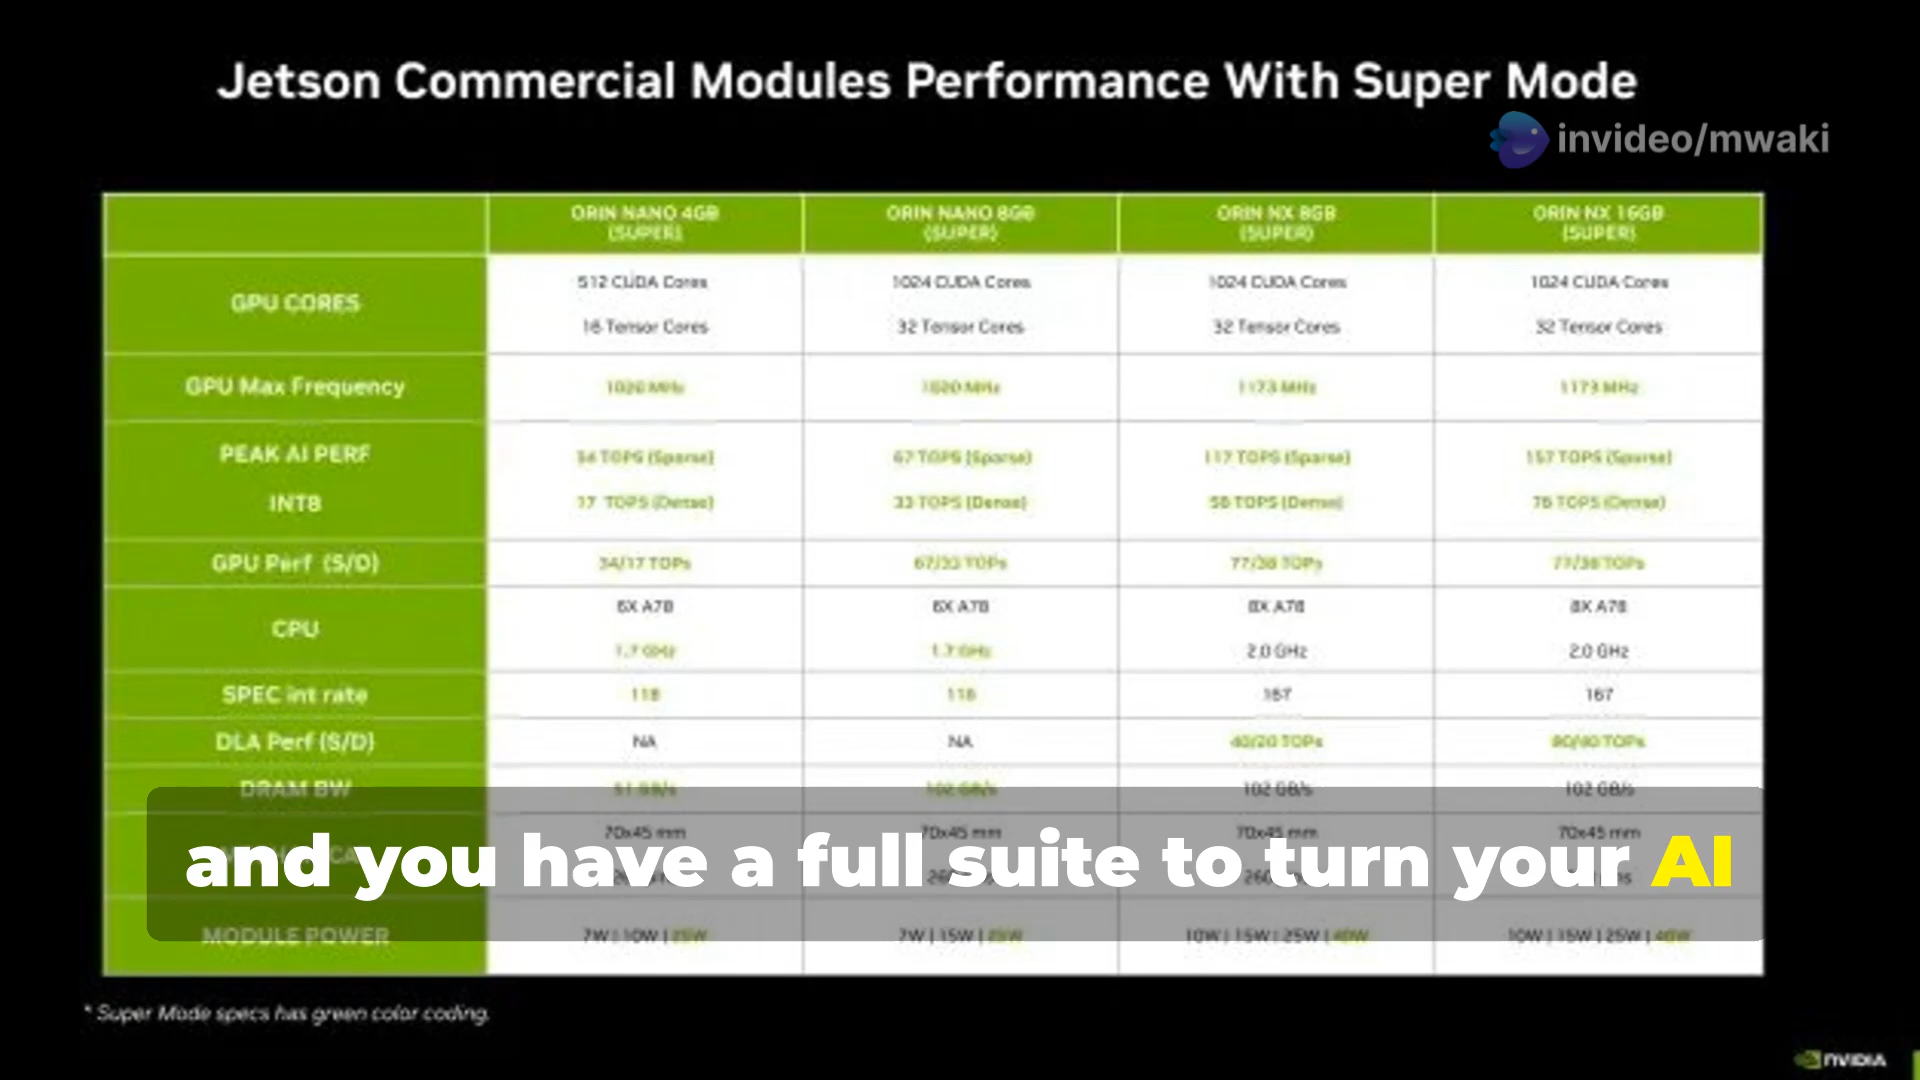 Jetson Commercial Modules Performance With Super Mode
invideo/mwaki
ORIN NANO 4GB (SUPER) ORIN NANO 8GB (SUPER) ORIN NX 8GB (SUPER) ORIN NX 16GB (SUPER)
GPU CORES
512 CUDA Cores 1024 CUDA Cores 1024 CUDA Cores 1024 CUDA Cores
16 Tensor Cores 32 Tensor Cores 32 Tensor Cores 32 Tensor Cores
GPU Max Frequency 1020 MHz 1020 MHz 1173 MHz 1173 MHz
PEAK AI PERF 34 TOPS (Sparse) 67 TOPS (Sparse) 117 TOPS (Sparse) 157 TOPS (Sparse)
INT8 17 TOPS (Dense) 33 TOPS (Dense) 58 TOPS (Dense) 78 TOPS (Dense)
GPU Perf (S/D) 34/17 TOPs 67/33 TOPs 77/38 TOPs 77/38 TOPs
CPU
6X A78 6X A78 8X A78 8X A78
1.7 GHz 1.7 GHz 2.0 GHz 2.0 GHz
SPEC int rate 118 118 167 167
DLA Perf (S/D) NA NA 40/20 TOPs 80/40 TOPs
DRAM BW 51 GB/s 102 GB/s 102 GB/s 102 GB/s
70x45 mm 70x45 mm 70x45 mm 70x45 mm
and you have a full suite to turn your AI
MODULE POWER 7W | 10W | 25W 7W | 15W | 25W 10W | 15W | 25W | 40W 10W | 15W | 25W | 40W
* Super Mode specs has green color coding.
NVIDIA